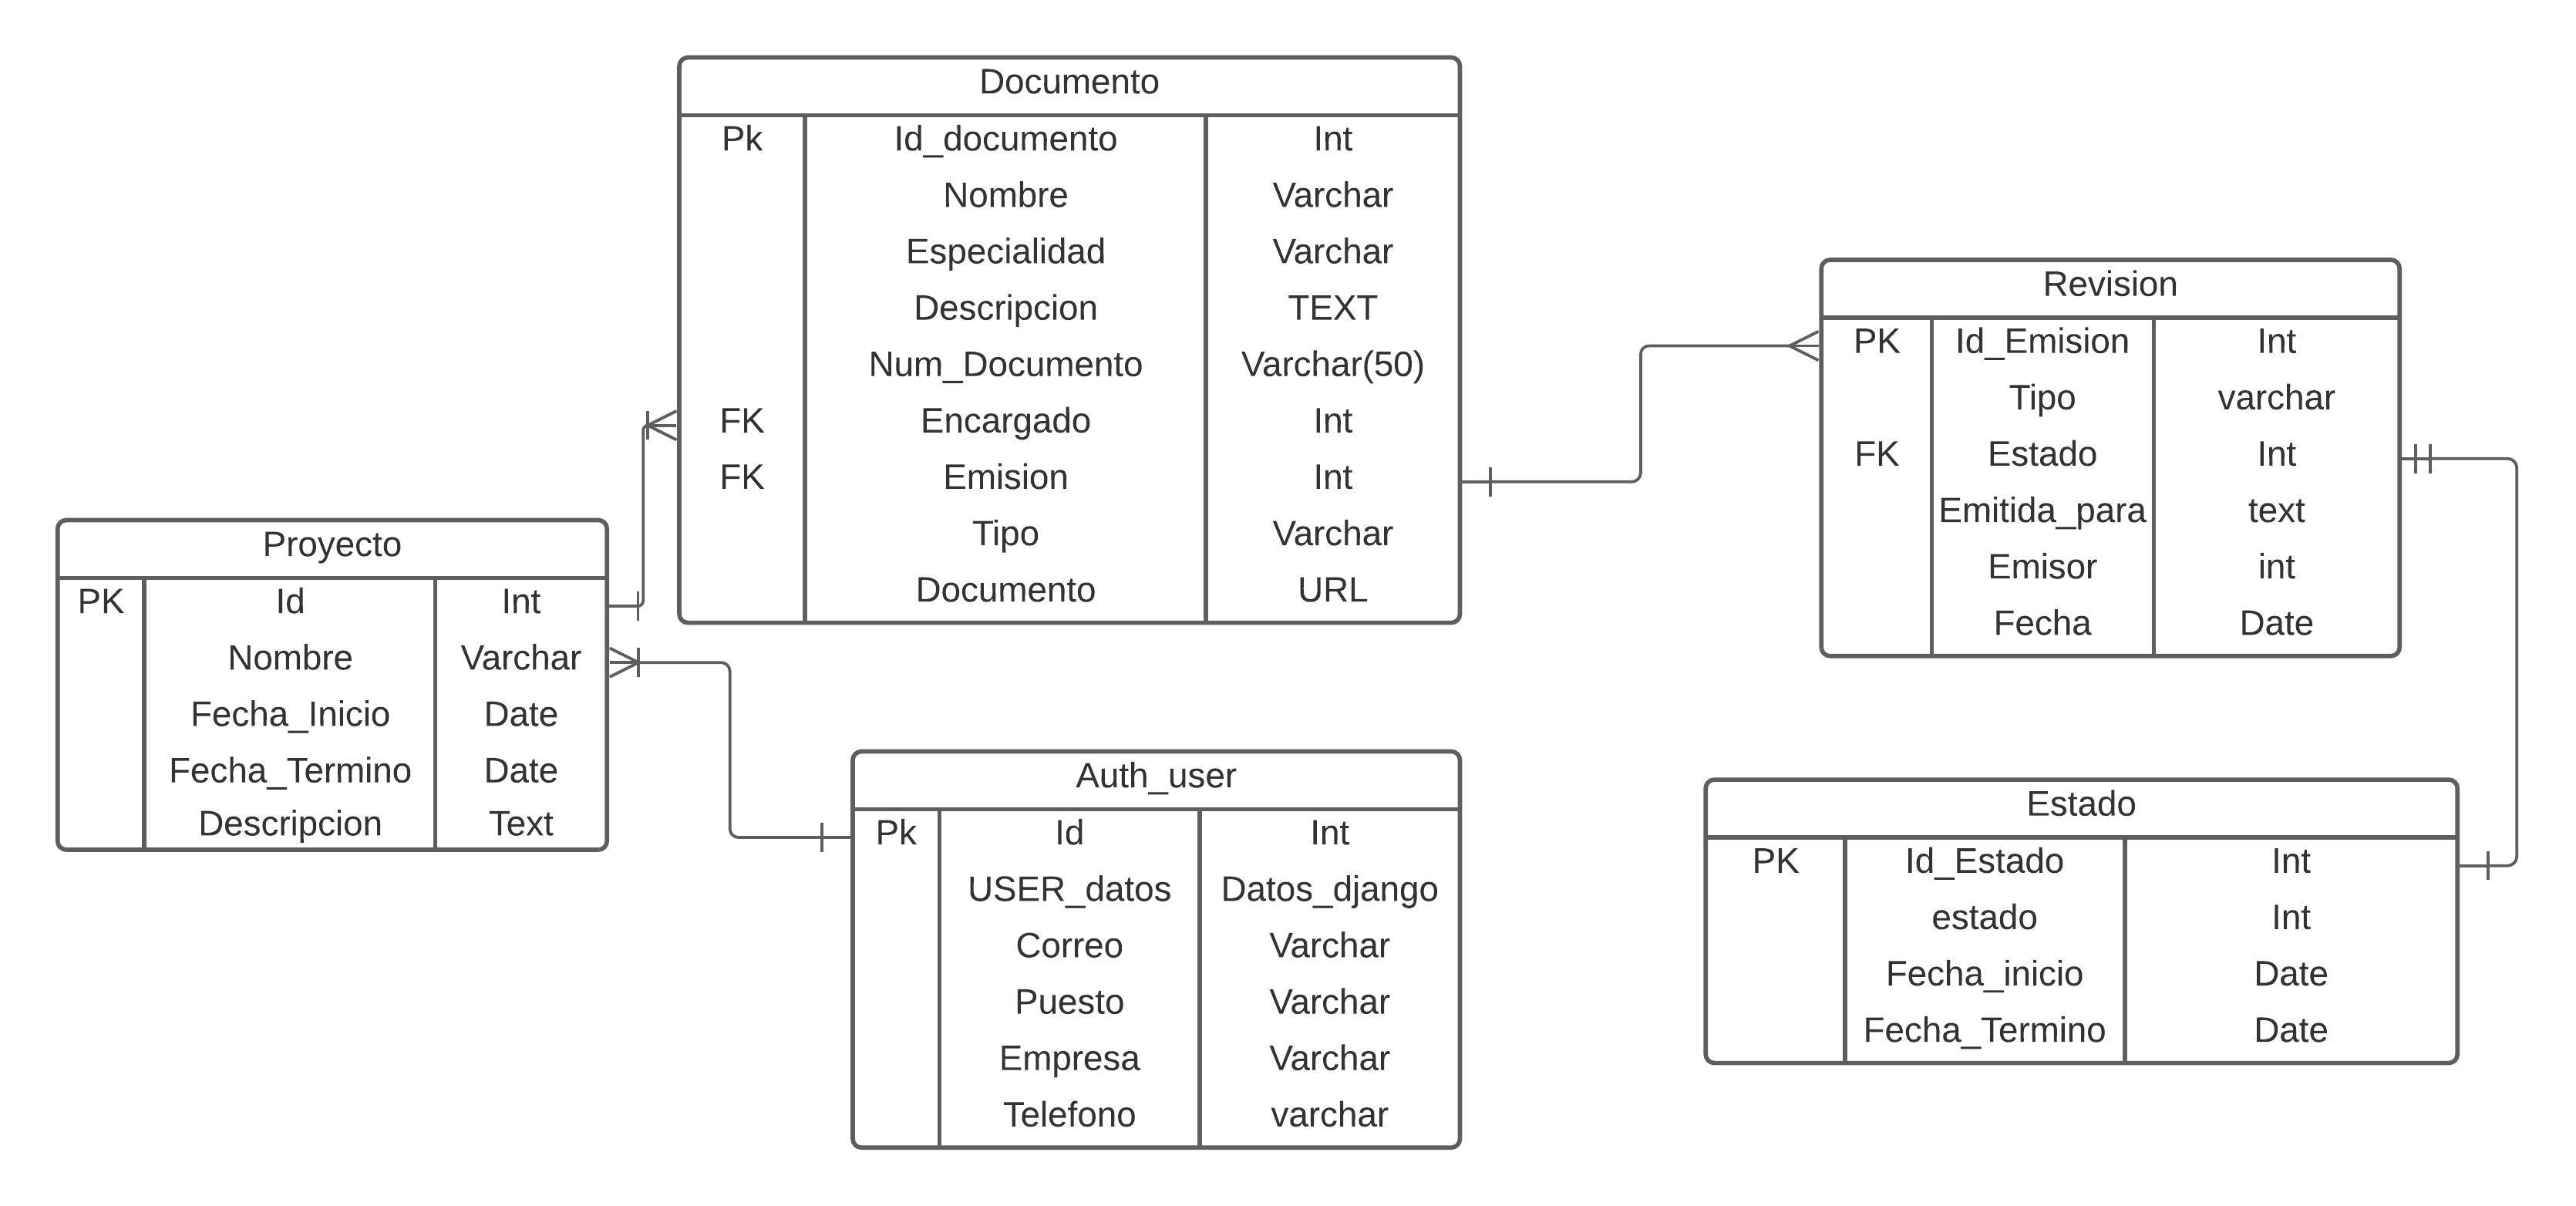 Documento
Pk Id_documento Int
Nombre Varchar
Especialidad Varchar
Descripcion TEXT
Num_Documento Varchar(50)
FK Encargado Int
FK Emision Int
Tipo Varchar
Documento URL
Revision
PK Id_Emision Int
Tipo varchar
FK Estado Int
Emitida_para text
Emisor int
Fecha Date
Proyecto
PK Id Int
Nombre Varchar
Fecha_Inicio Date
Fecha_Termino Date
Descripcion Text
Auth_user
Pk Id Int
USER_datos Datos_django
Correo Varchar
Puesto Varchar
Empresa Varchar
Telefono varchar
Estado
PK Id_Estado Int
estado Int
Fecha_inicio Date
Fecha_Termino Date